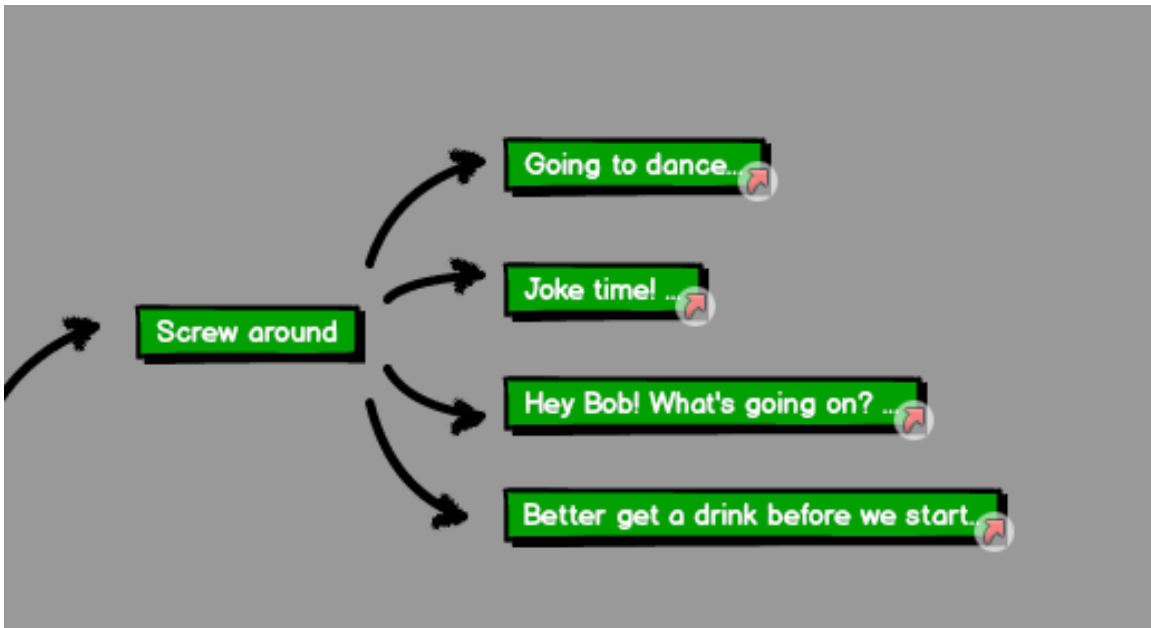 Going to dance...
Joke time! ...
Screw around
Hey Bob! What's going on? ...
Better get a drink before we start..